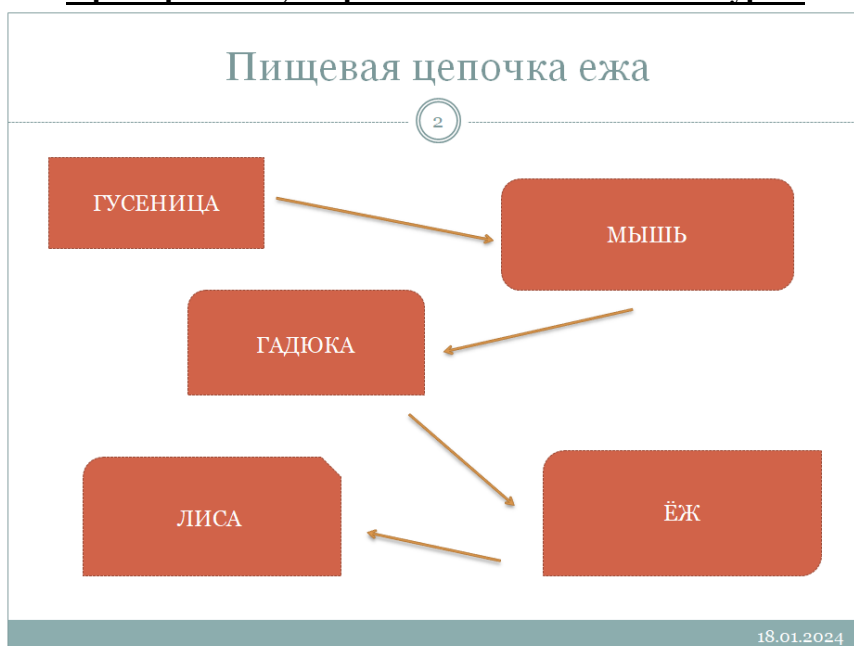 Пищевая цепочка ежа
2
ГУСЕНИЦА
МЫШЬ
ГАДЮКА
ЛИСА
ЁЖ
18.01.2024